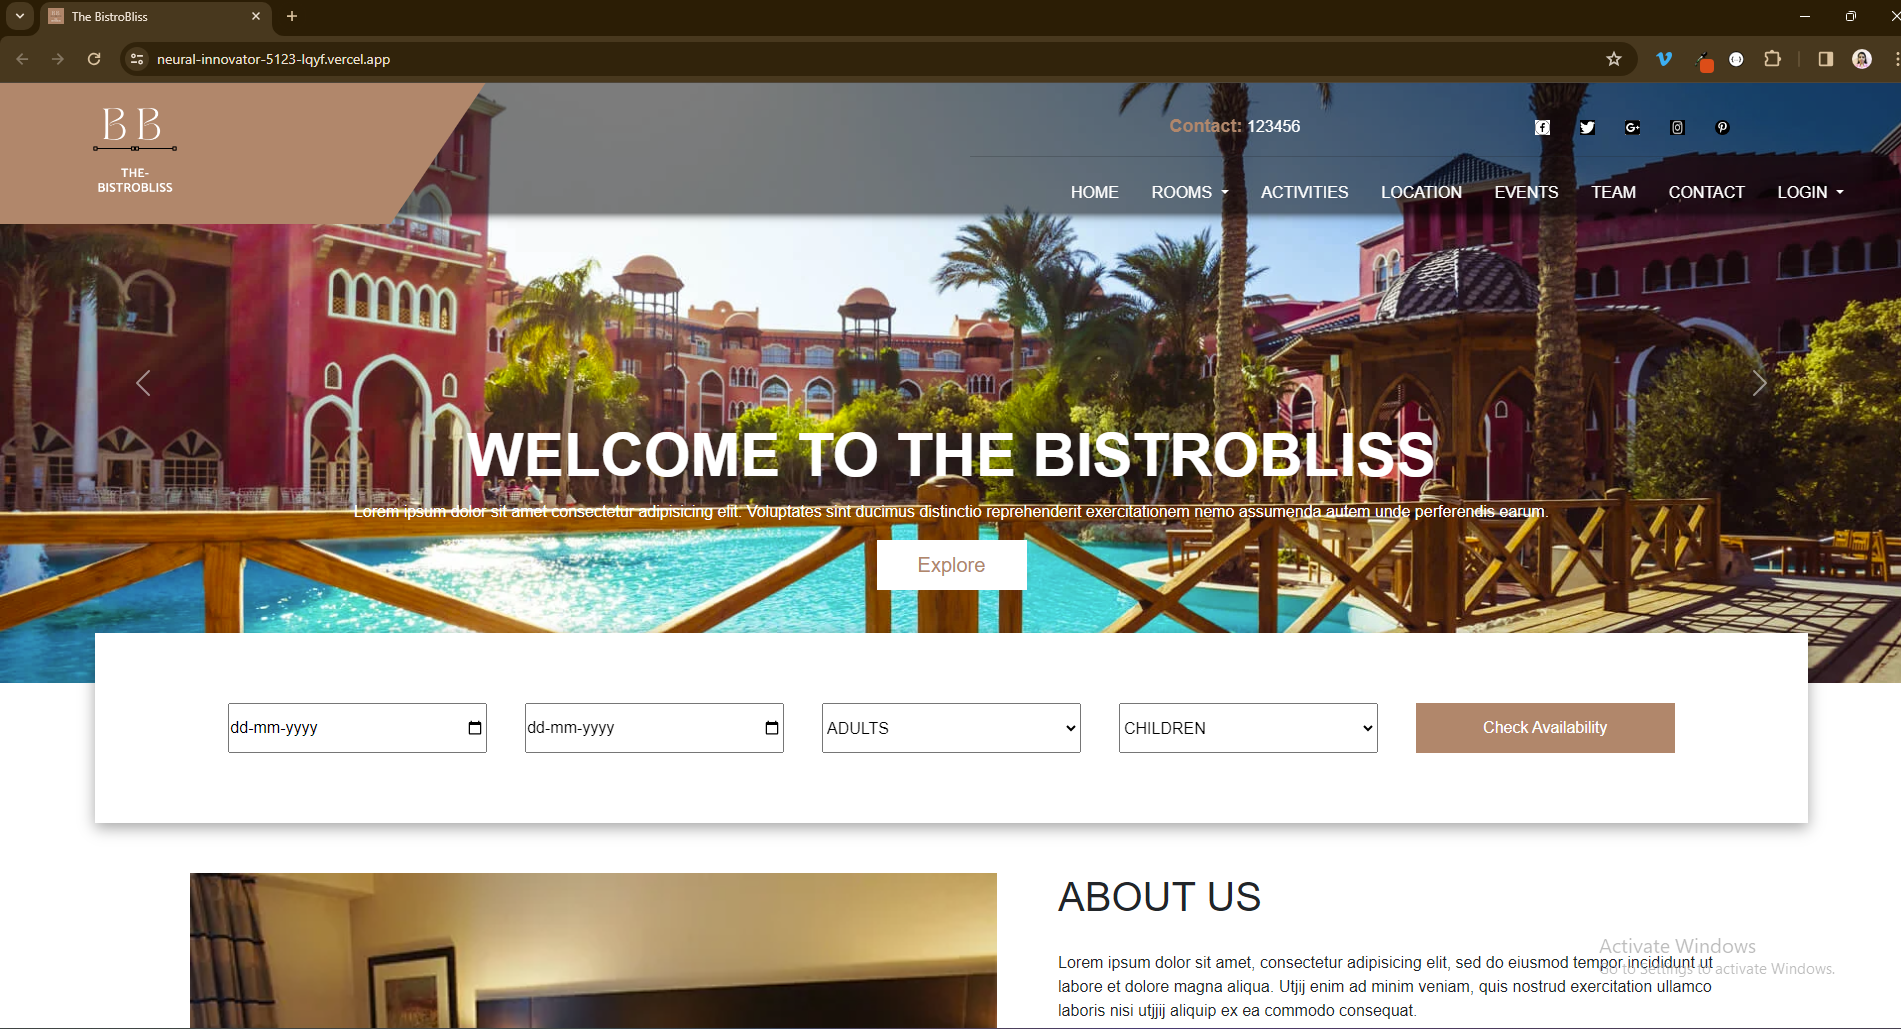 The BistroBliss
neural-innovator-5123-lqyf.vercel.app
BB
THE-
BISTROBLISS
Contact: 123456
HOME ROOMS ACTIVITIES LOCATION EVENTS TEAM CONTACT LOGIN
WELCOME TO THE BISTROBLISS
Lorem ipsum dolor sit amet consectetur adipisicing elit. Voluptates sint ducimus distinctio reprehenderit exercitationem nemo assumenda autem unde perferendis earum.
Explore
dd-mm-yyyy dd-mm-yyyy ADULTS CHILDREN Check Availability
ABOUT US
Lorem ipsum dolor sit amet, consectetur adipisicing elit, sed do eiusmod tempor incididunt ut
labore et dolore magna aliqua. Utjij enim ad minim veniam, quis nostrud exercitation ullamco
laboris nisi utjjij aliquip ex ea commodo consequat.
Activate Windows
Go to Settings to activate Windows.